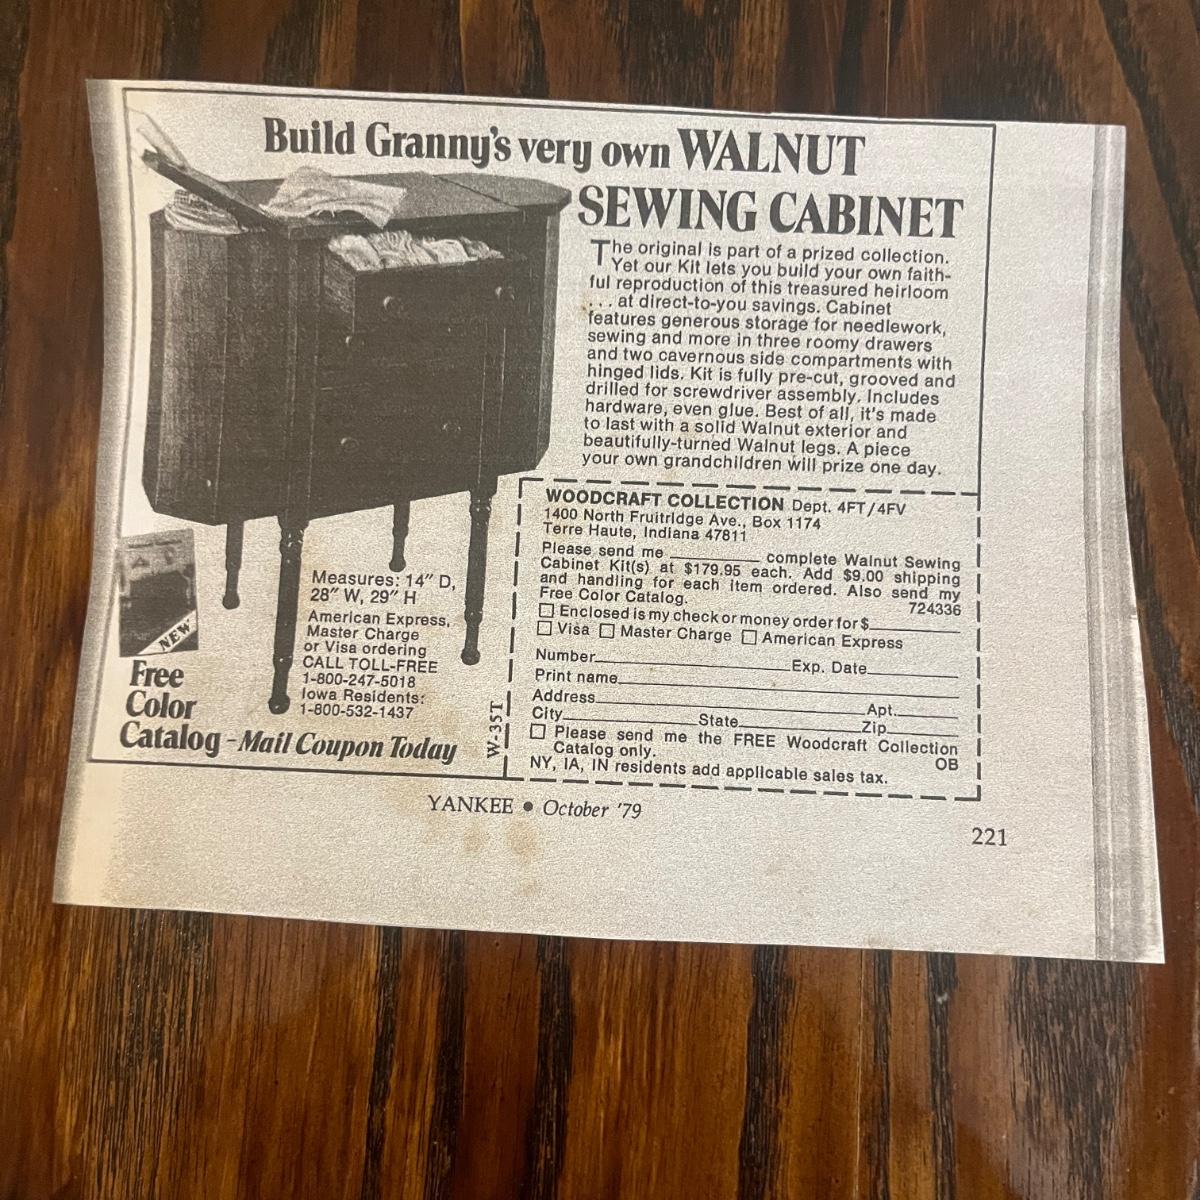 Build Granny's very own WALNUT
SEWING CABINET
The original is part of a prized collection.
Yet our Kit lets you build your own faith-
ful reproduction of this treasured heirloom
. . . at direct-to-you savings. Cabinet
features generous storage for needlework,
sewing and more in three roomy drawers
and two cavernous side compartments with
hinged lids. Kit is fully pre-cut, grooved and
drilled for screwdriver assembly. Includes
hardware, even glue. Best of all, it's made
to last with a solid Walnut exterior and
beautifully-turned Walnut legs. A piece
your own grandchildren will prize one day.
Measures: 14" D,
28" W, 29" H
American Express,
Master Charge
or Visa ordering
CALL TOLL-FREE
1-800-247-5018
Iowa Residents:
1-800-532-1437
NEW
Free
Color
Catalog - Mail Coupon Today
W-35T
WOODCRAFT COLLECTION Dept. 4FT/4FV
1400 North Fruitridge Ave., Box 1174
Terre Haute, Indiana 47811
Please send me ________ complete Walnut Sewing
Cabinet Kit(s) at $179.95 each. Add $9.00 shipping
and handling for each item ordered. Also send my
Free Color Catalog. 724336
☐ Enclosed is my check or money order for $________
☐ Visa ☐ Master Charge ☐ American Express
Number________ Exp. Date________
Print name________
Address________ Apt.________
City________ State________ Zip________
☐ Please send me the FREE Woodcraft Collection
Catalog only. OB
NY, IA, IN residents add applicable sales tax.
YANKEE • October '79
221